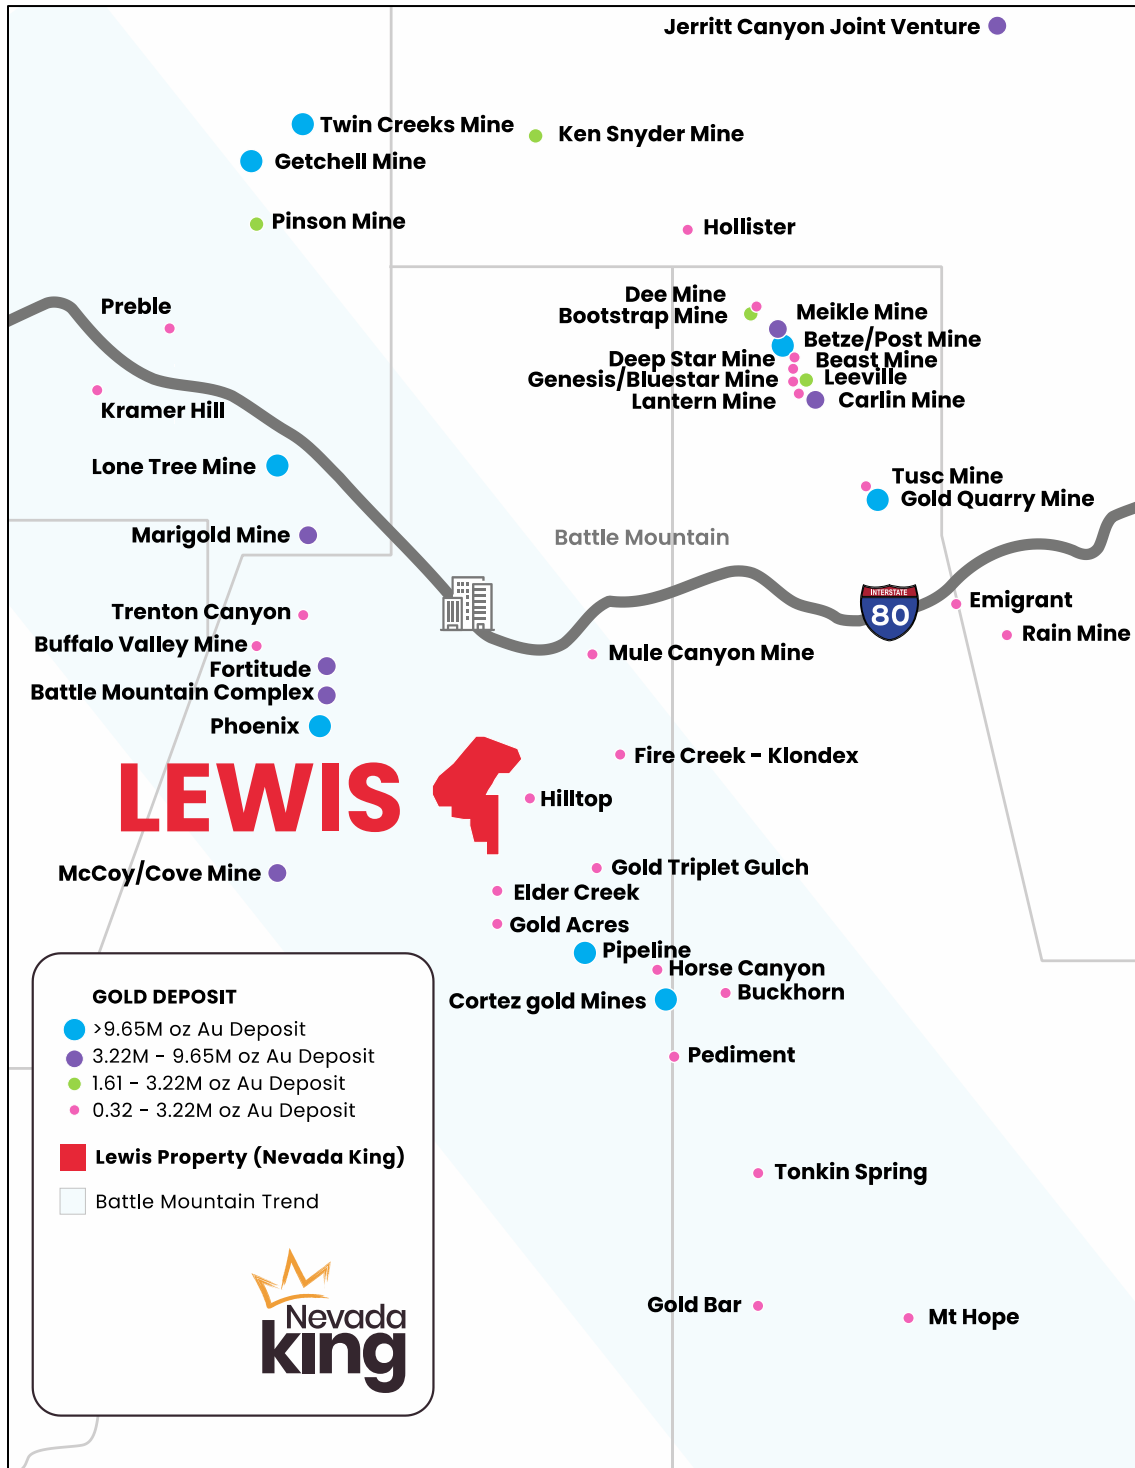 Jerritt Canyon Joint Venture
Twin Creeks Mine
Ken Snyder Mine
Getchell Mine
Pinson Mine
Hollister
Dee Mine
Preble
Bootstrap Mine
Meikle Mine
Betze/Post Mine
Deep Star Mine
Beast Mine
Genesis/Bluestar Mine
Leeville
Lantern Mine
Carlin Mine
Kramer Hill
Lone Tree Mine
Tusc Mine
Gold Quarry Mine
Marigold Mine
Battle Mountain
INTERSTATE
80
Emigrant
Trenton Canyon
Rain Mine
Buffalo Valley Mine
Mule Canyon Mine
Fortitude
Battle Mountain Complex
Phoenix
Fire Creek - Klondex
LEWIS
Hilltop
McCoy/Cove Mine
Gold Triplet Gulch
Elder Creek
Gold Acres
Pipeline
Horse Canyon
Buckhorn
Cortez gold Mines
Pediment
Tonkin Spring
Gold Bar
Mt Hope
GOLD DEPOSIT
>9.65M oz Au Deposit
3.22M - 9.65M oz Au Deposit
1.61 - 3.22M oz Au Deposit
0.32 - 3.22M oz Au Deposit
Lewis Property (Nevada King)
Battle Mountain Trend
Nevada
king